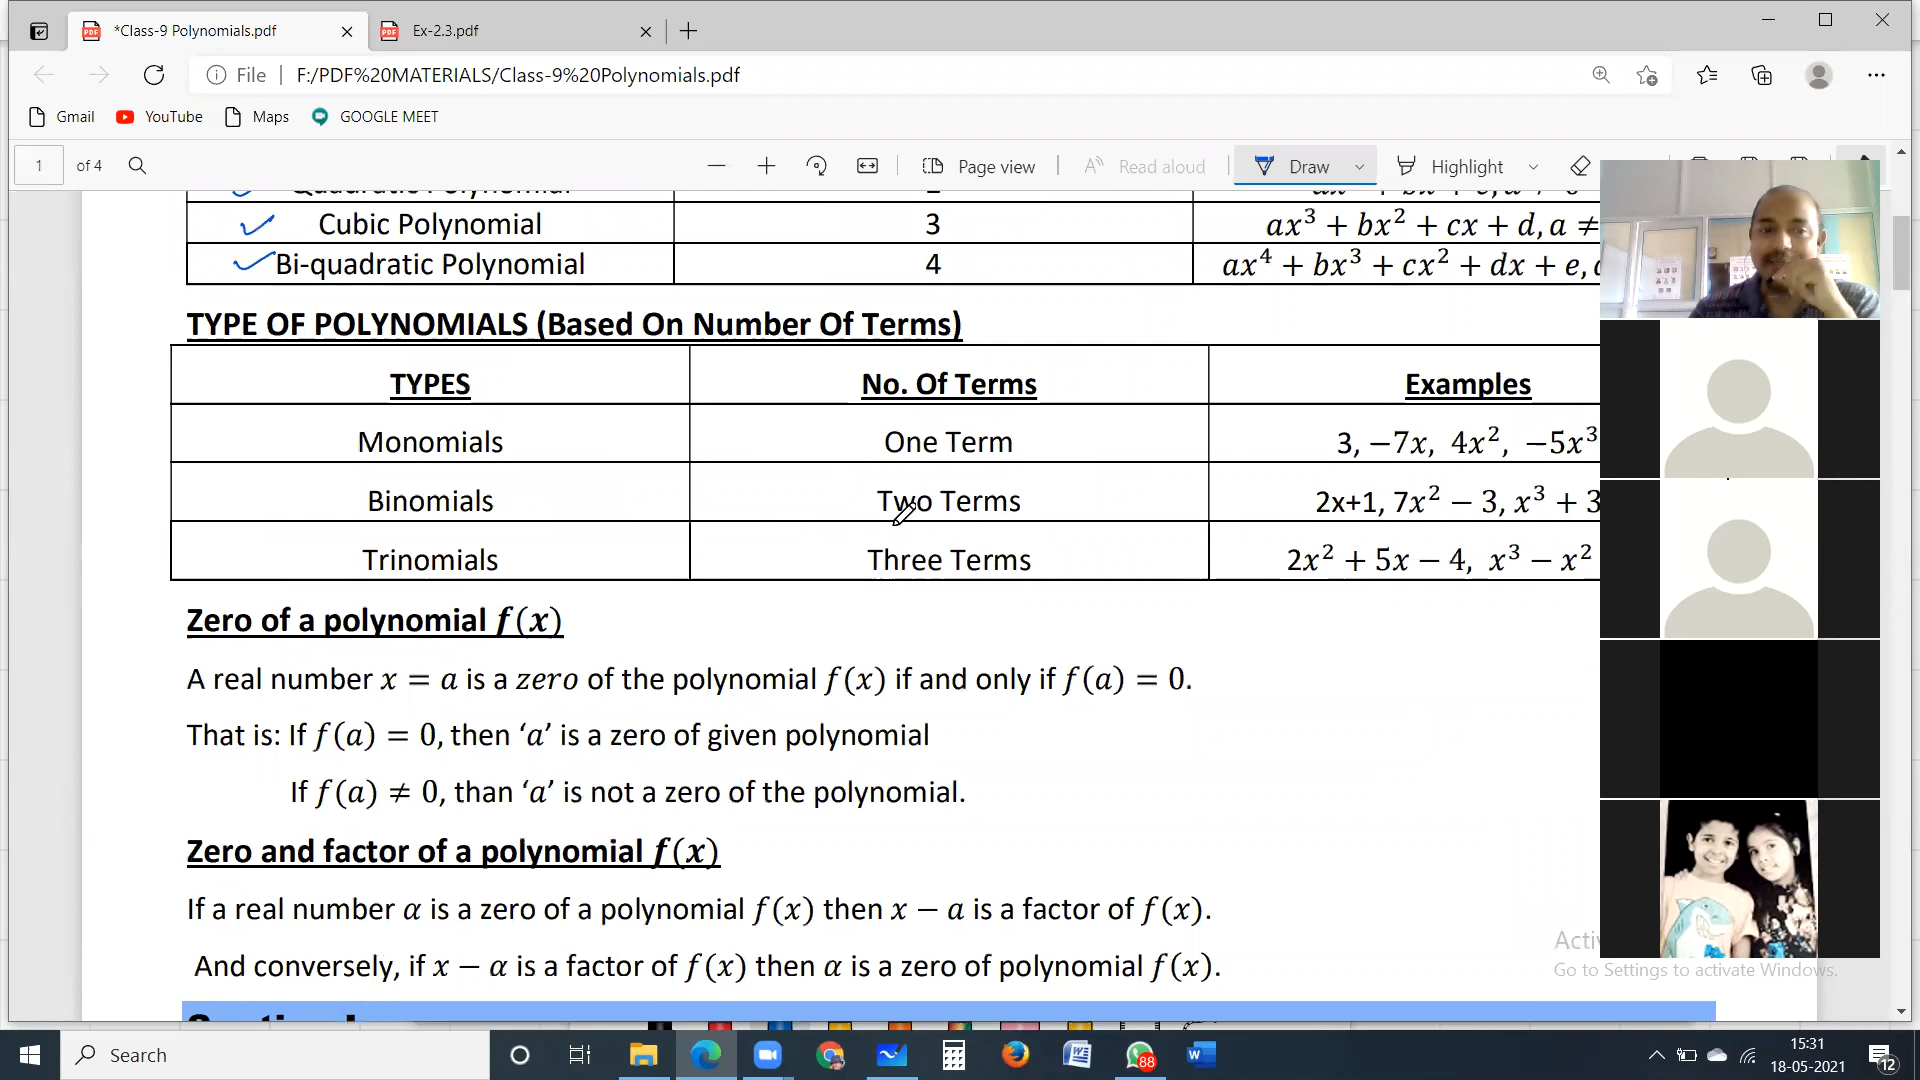 *Class-9 Polynomials.pdf
Ex-2.3.pdf
File
F:/PDF%20MATERIALS/Class-9%20Polynomials.pdf
Gmail
YouTube
Maps
GOOGLE MEET
1 of 4
Page view
Read aloud
Draw
Highlight
Quadratic Polynomial
Cubic Polynomial 3 ax³ + bx² + cx + d, a ≠
Bi-quadratic Polynomial 4 ax⁴ + bx³ + cx² + dx + e,
TYPE OF POLYNOMIALS (Based On Number Of Terms)
TYPES No. Of Terms Examples
Monomials One Term 3, −7x, 4x², −5x³
Binomials Two Terms 2x+1, 7x² − 3, x³ + 3
Trinomials Three Terms 2x² + 5x − 4, x³ − x²
Zero of a polynomial f(x)
A real number x = a is a zero of the polynomial f(x) if and only if f(a) = 0.
That is: If f(a) = 0, then ‘a’ is a zero of given polynomial
If f(a) ≠ 0, than ‘a’ is not a zero of the polynomial.
Zero and factor of a polynomial f(x)
If a real number α is a zero of a polynomial f(x) then x − a is a factor of f(x).
And conversely, if x − α is a factor of f(x) then α is a zero of polynomial f(x).
Go to Settings to activate Windows.
Search
88
15:31
18-05-2021
12